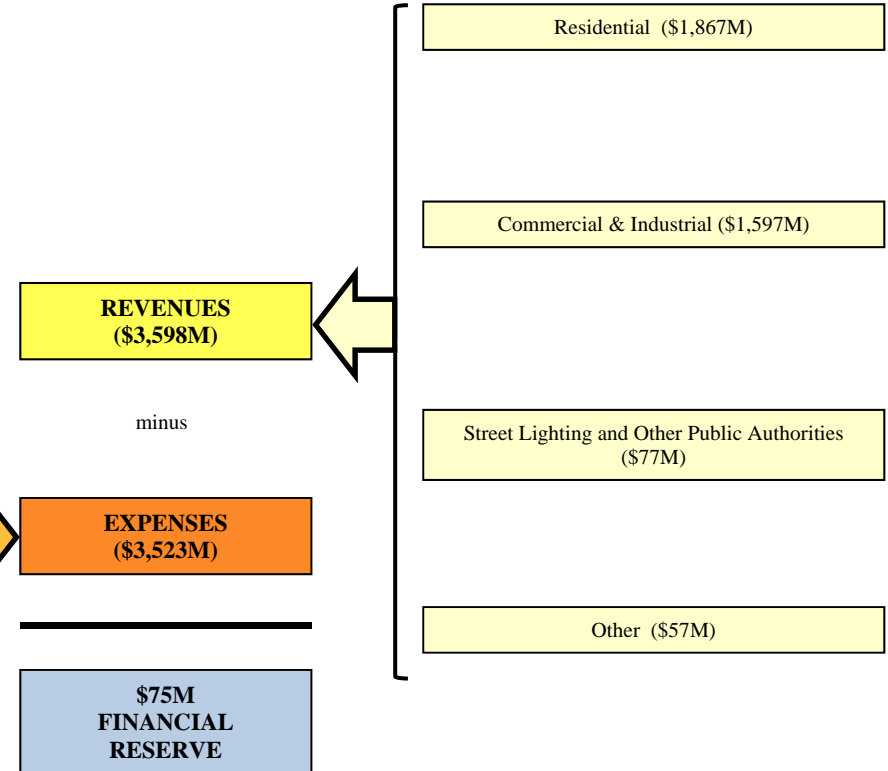 Residential  ($1,867M)
Commercial & Industrial ($1,597M)
REVENUES
($3,598M)
minus
Street Lighting and Other Public Authorities
($77M)
EXPENSES
($3,523M)
Other  ($57M)
$75M
FINANCIAL
RESERVE